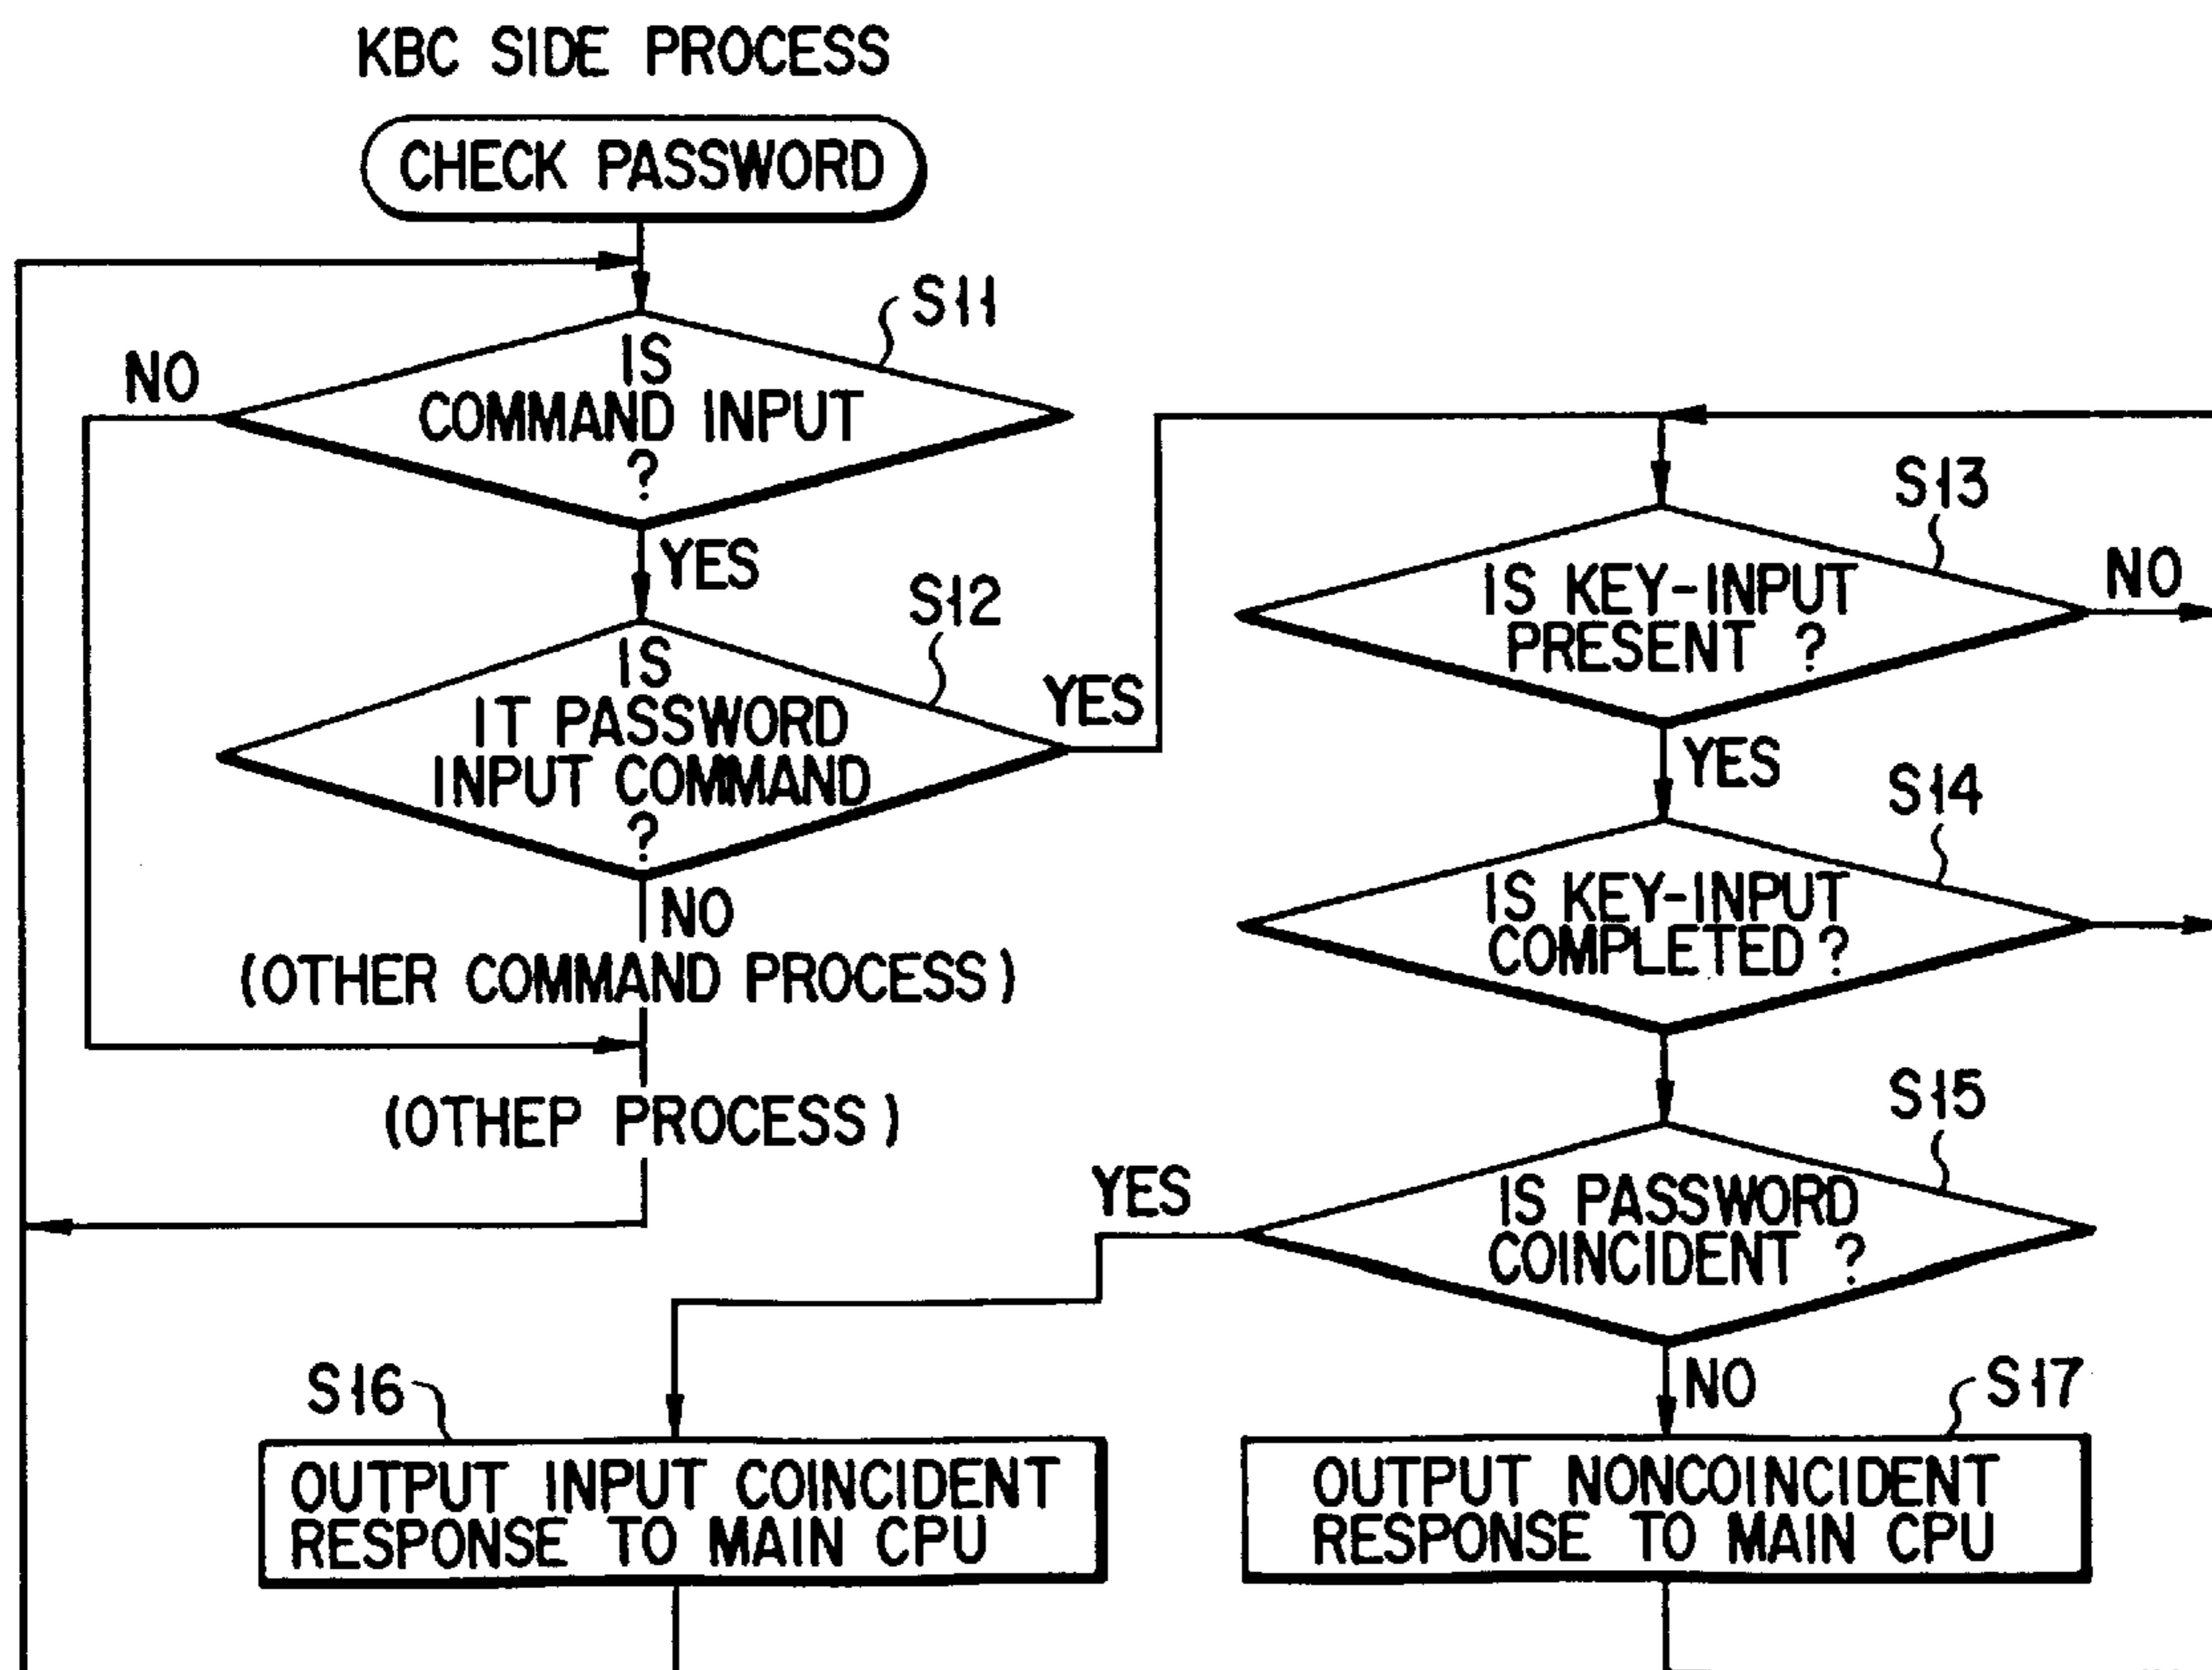 KBC SIDE PROCESS
CHECK PASSWORD
S11
NO
IS
COMMAND INPUT
?
YES
S12
IS
IT PASSWORD
INPUT COMMAND
?
YES
NO
(OTHER COMMAND PROCESS)
(OTHEP PROCESS)
S13
IS KEY-INPUT
PRESENT ?
NO
YES
S14
IS KEY-INPUT
COMPLETED ?
S15
IS PASSWORD
COINCIDENT ?
YES
NO
S16
OUTPUT INPUT COINCIDENT
RESPONSE TO MAIN CPU
S17
OUTPUT NONCOINCIDENT
RESPONSE TO MAIN CPU